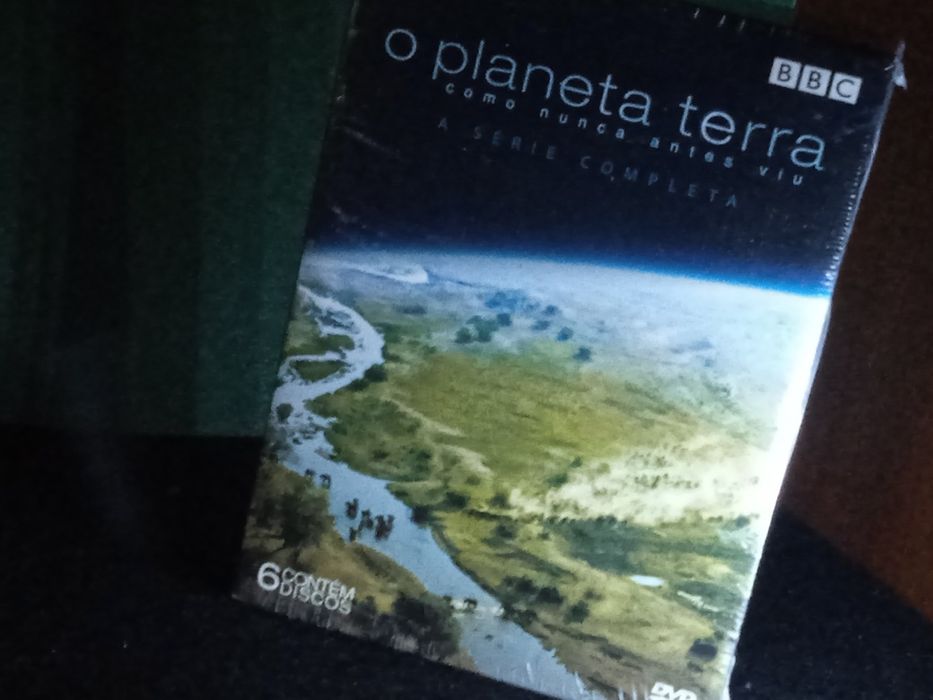 o planeta terra
BBC
como nunca antes viu
A SÉRIE COMPLETA
6 CONTÉM
DISCOS
DVD